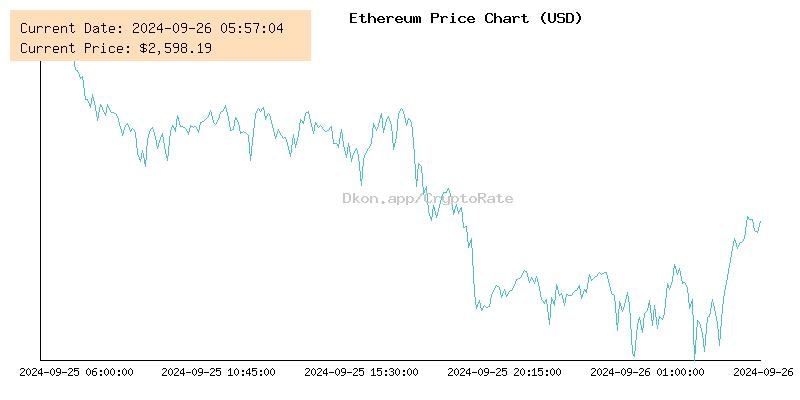 Ethereum Price Chart (USD)
Current Date: 2024-09-26 05:57:04
Current Price: $2,598.19
Dkon.app/CryptoRate
2024-09-25 06:00:00 2024-09-25 10:45:00 2024-09-25 15:30:00 2024-09-25 20:15:00 2024-09-26 01:00:00 2024-09-26